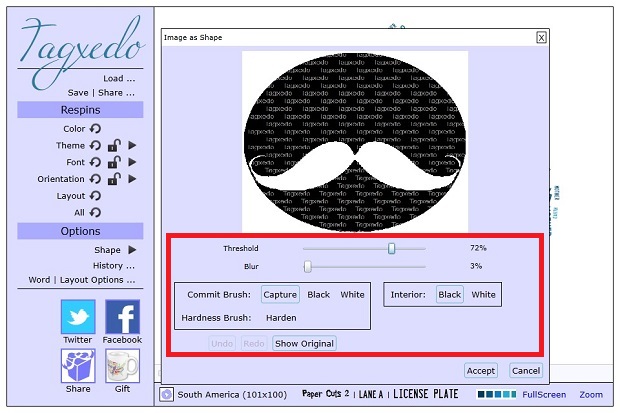 Tagxedo
Load ...
Save | Share ...
Respins
Color
Theme
Font
Orientation
Layout
All
Options
Shape
History ...
Word | Layout Options ...
Twitter
Facebook
Share
Gift
Image as Shape
X
Threshold
72%
Blur
3%
Commit Brush: Capture Black White
Hardness Brush: Harden
Interior: Black White
Undo Redo Show Original
Accept Cancel
South America (101x100) Paper Cuts 2 | LANE A | LICENSE PLATE FullScreen Zoom